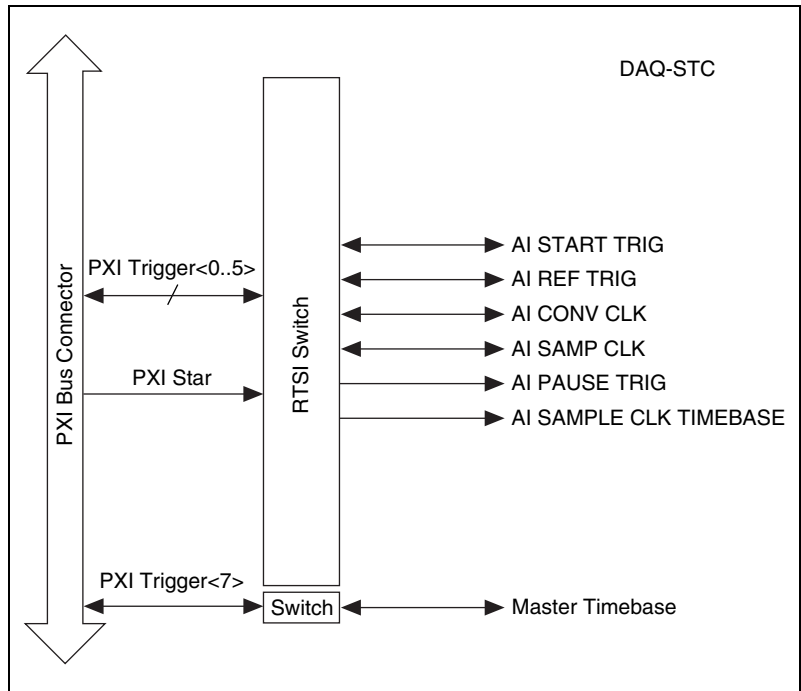 DAQ-STC
PXI Bus Connector
PXI Trigger<0..5>
PXI Star
PXI Trigger<7>
RTSI Switch
Switch
AI START TRIG
AI REF TRIG
AI CONV CLK
AI SAMP CLK
AI PAUSE TRIG
AI SAMPLE CLK TIMEBASE
Master Timebase